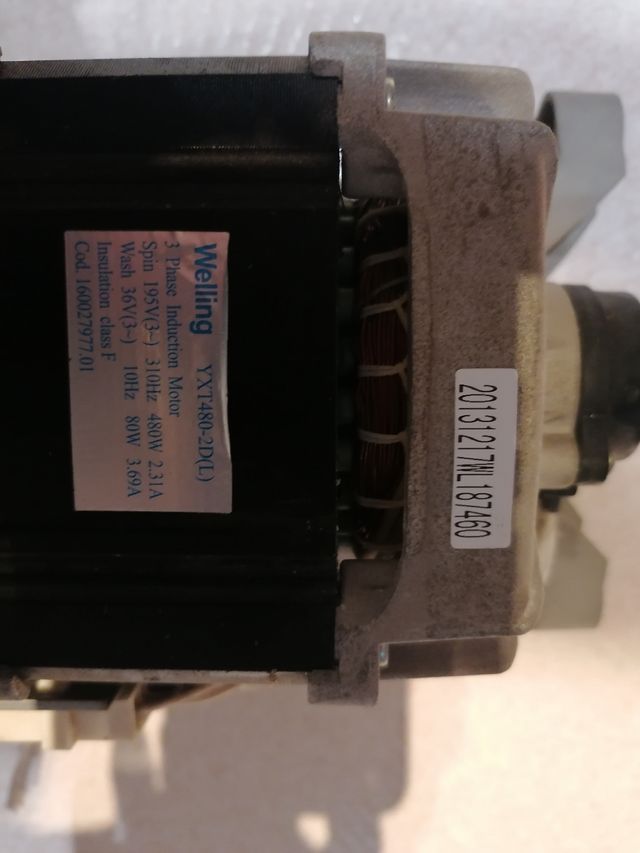 Welling YXT480-2D(L)
3 Phase Induction Motor
Spin 195V(3~) 310Hz 480W 2.31A
Wash 36V(3~) 10Hz 80W 3.69A
Insulation class F
Cod. 160027977.01
20131217WL187460